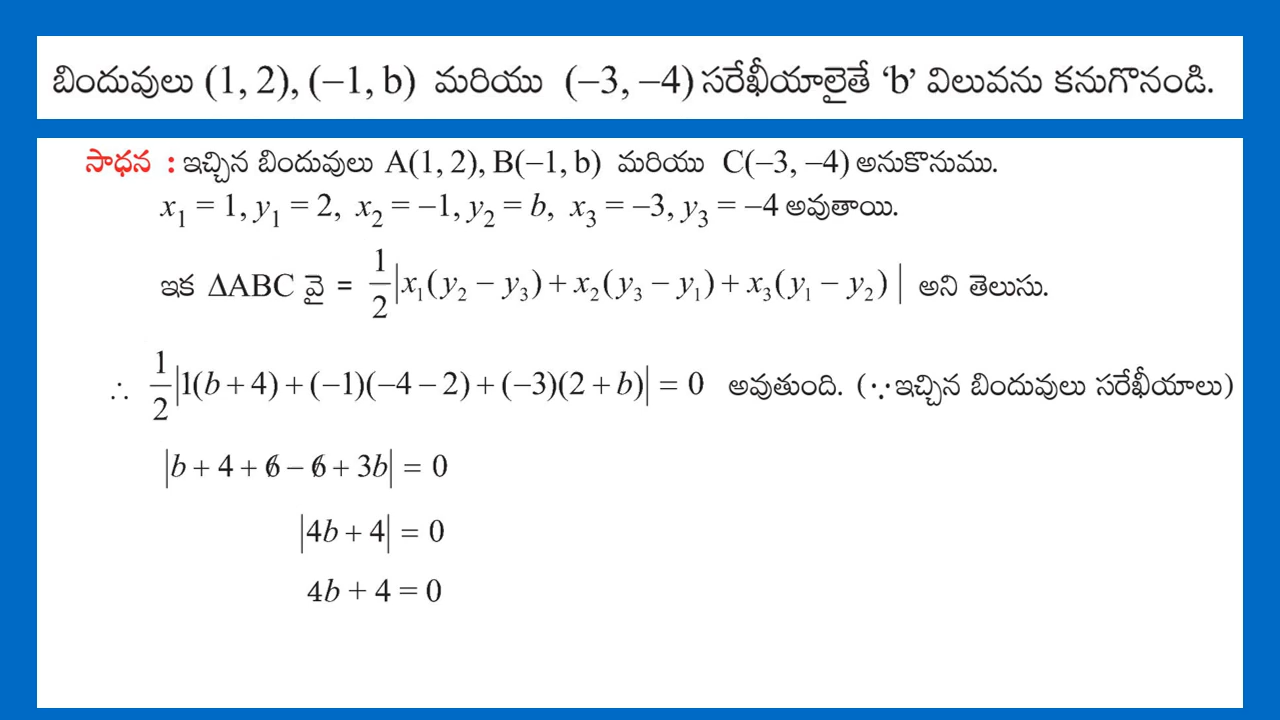 బిందువులు (1, 2), (−1, b) మరియు (−3, −4) సరేఖీయాలైతే ‘b’ విలువను కనుగొనండి.
సాధన : ఇచ్చిన బిందువులు A(1, 2), B(−1, b) మరియు C(−3, −4) అనుకొనుము.
x₁ = 1, y₁ = 2, x₂ = −1, y₂ = b, x₃ = −3, y₃ = −4 అవుతాయి.
ఇక ΔABC వై = 1/2 |x₁(y₂ − y₃) + x₂(y₃ − y₁) + x₃(y₁ − y₂)| అని తెలుసు.
∴ 1/2 |1(b + 4) + (−1)(−4 − 2) + (−3)(2 + b)| = 0 అవుతుంది. (∵ ఇచ్చిన బిందువులు సరేఖీయాలు)
|b + 4 + 6 − 6 + 3b| = 0
|4b + 4| = 0
4b + 4 = 0